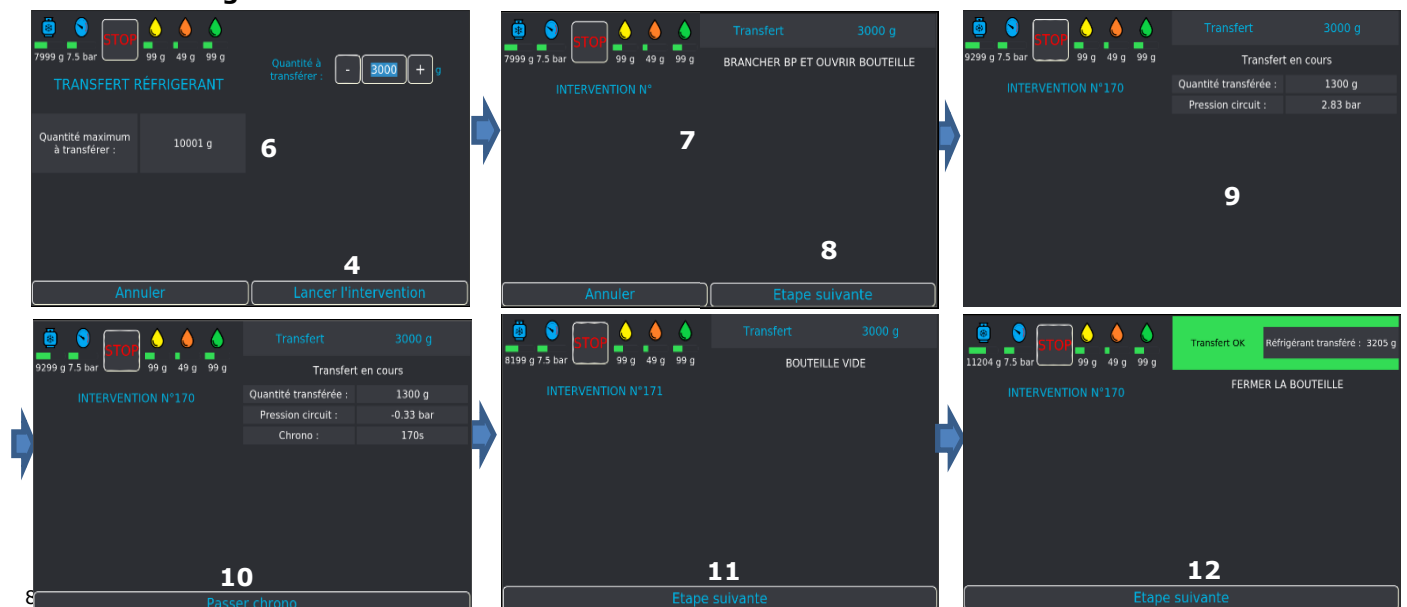 STOP
7999 g 7.5 bar 99 g 49 g 99 g
TRANSFERT RÉFRIGERANT
Quantité à
transférer :
- 3000 + g
Quantité maximum
à transférer :
10001 g
6
4
Annuler
Lancer l'intervention
STOP
7999 g 7.5 bar 99 g 49 g 99 g
Transfert 3000 g
BRANCHER BP ET OUVRIR BOUTEILLE
INTERVENTION N°
7
8
Annuler
Etape suivante
STOP
9299 g 7.5 bar 99 g 49 g 99 g
Transfert 3000 g
Transfert en cours
INTERVENTION N°170
Quantité transférée : 1300 g
Pression circuit : 2.83 bar
9
STOP
9299 g 7.5 bar 99 g 49 g 99 g
Transfert 3000 g
Transfert en cours
INTERVENTION N°170
Quantité transférée : 1300 g
Pression circuit : -0.33 bar
Chrono : 170s
10
Passer chrono
STOP
8199 g 7.5 bar 99 g 49 g 99 g
Transfert 3000 g
BOUTEILLE VIDE
INTERVENTION N°171
11
Etape suivante
STOP
11204 g 7.5 bar 99 g 49 g 99 g
Transfert OK
Réfrigérant transféré : 3205 g
FERMER LA BOUTEILLE
INTERVENTION N°170
12
Etape suivante